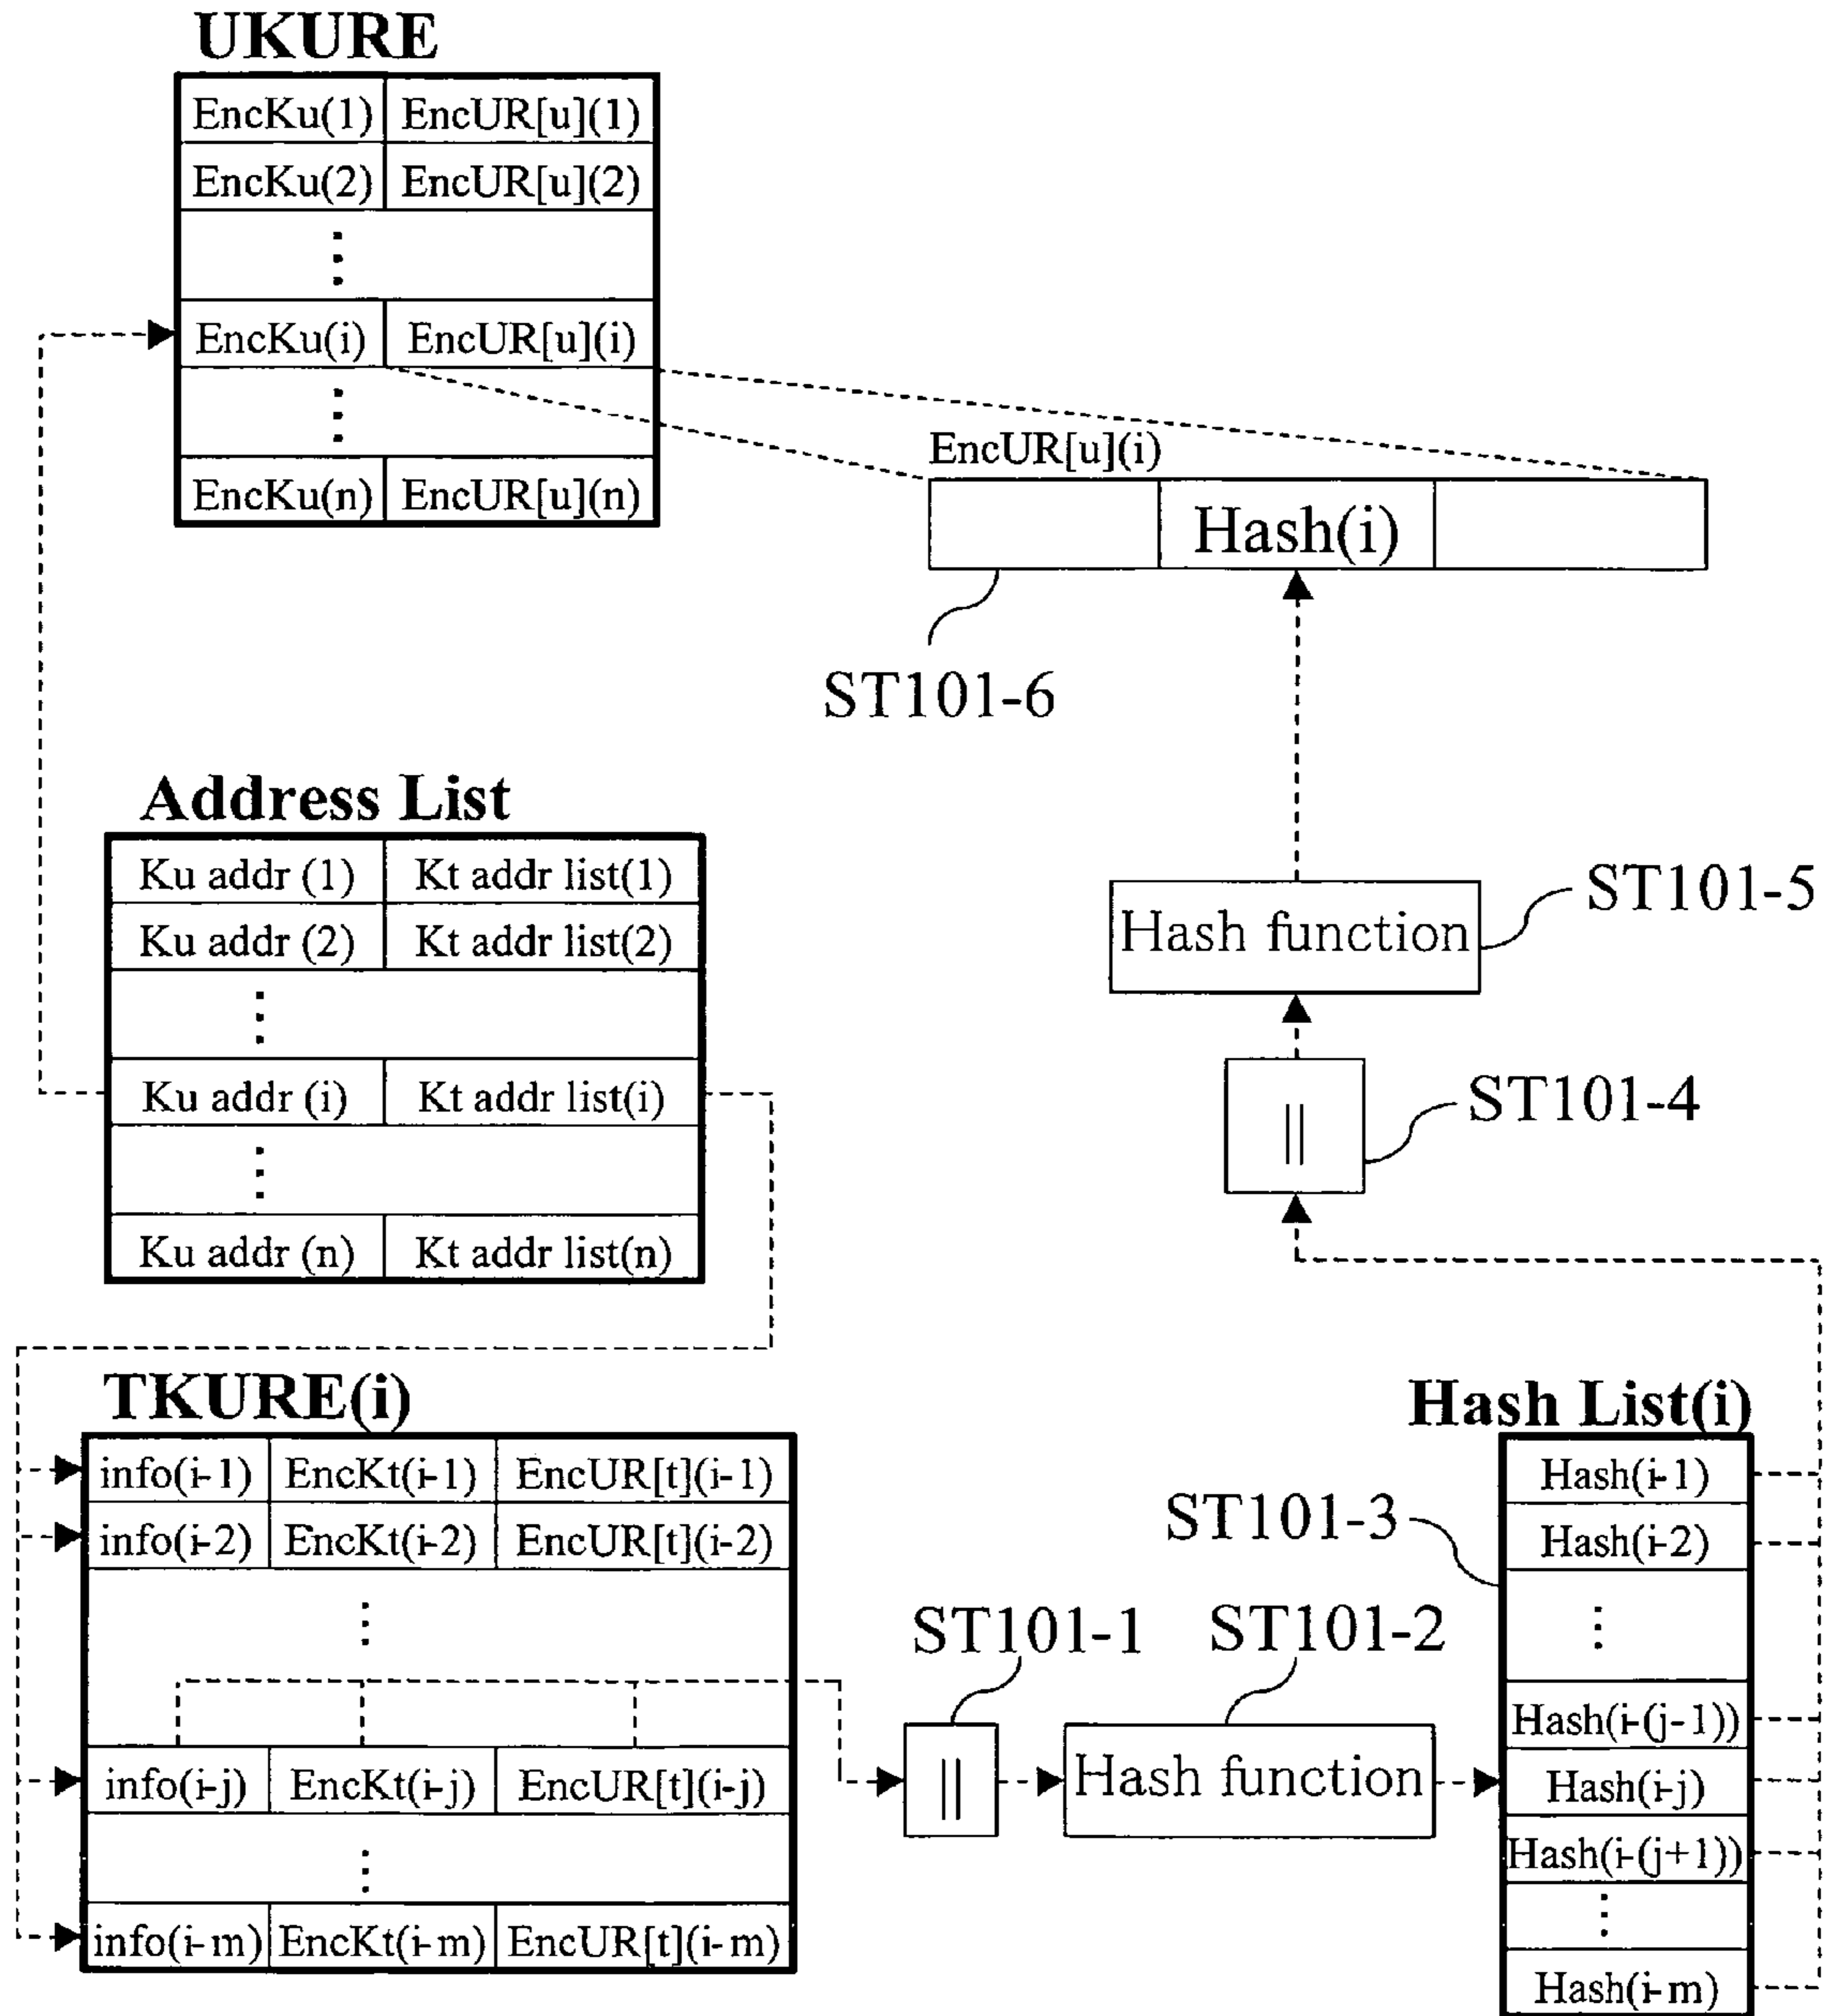 UKURE
EncKu(1) EncUR[u](1)
EncKu(2) EncUR[u](2)
EncKu(i) EncUR[u](i)
EncKu(n) EncUR[u](n)
EncUR[u](i)
Hash(i)
ST101-6
Address List
Ku addr (1) Kt addr list(1)
Ku addr (2) Kt addr list(2)
Ku addr (i) Kt addr list(i)
Ku addr (n) Kt addr list(n)
Hash function
ST101-5
||
ST101-4
TKURE(i)
info(i-1) EncKt(i-1) EncUR[t](i-1)
info(i-2) EncKt(i-2) EncUR[t](i-2)
info(i-j) EncKt(i-j) EncUR[t](i-j)
info(i-m) EncKt(i-m) EncUR[t](i-m)
ST101-1
||
ST101-2
Hash function
ST101-3
Hash List(i)
Hash(i-1)
Hash(i-2)
Hash(i-(j-1))
Hash(i-j)
Hash(i-(j+1))
Hash(i-m)